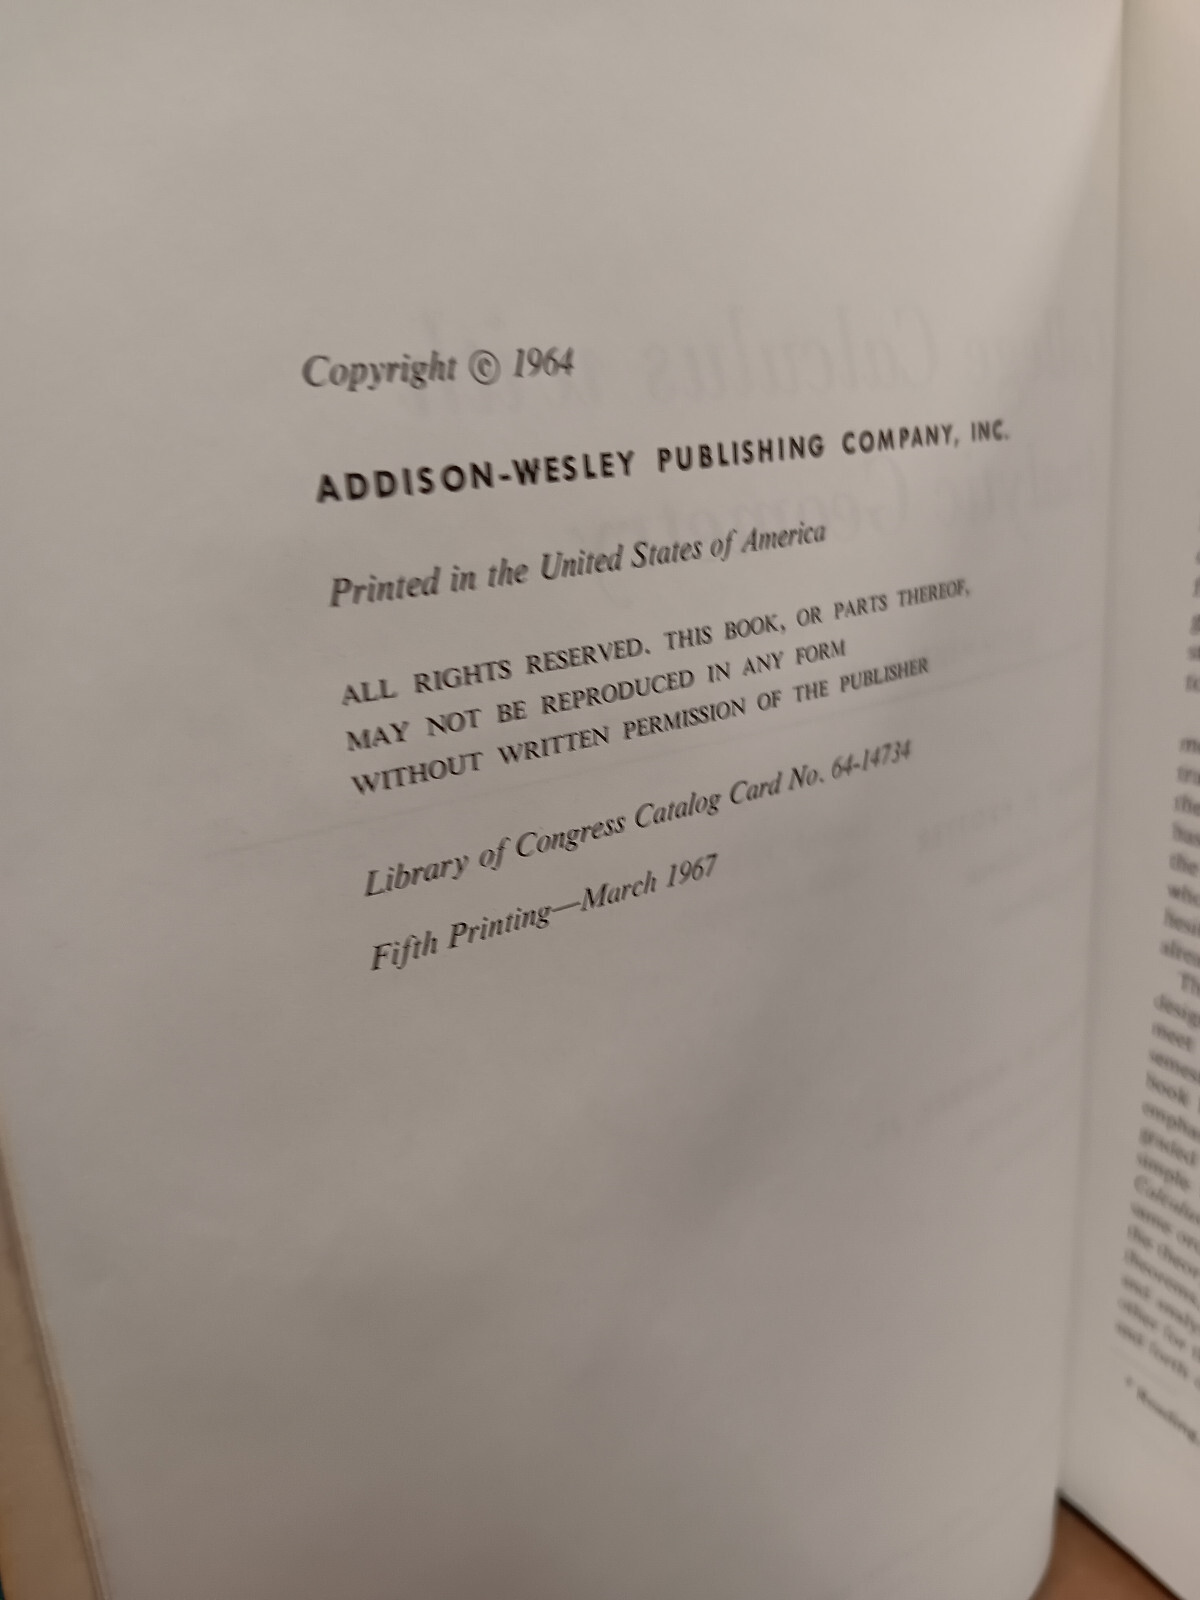 Copyright © 1964
ADDISON-WESLEY PUBLISHING COMPANY, INC.
Printed in the United States of America
ALL RIGHTS RESERVED. THIS BOOK, OR PARTS THEREOF,
MAY NOT BE REPRODUCED IN ANY FORM
WITHOUT WRITTEN PERMISSION OF THE PUBLISHER
Library of Congress Catalog Card No. 64-14734
Fifth Printing—March 1967